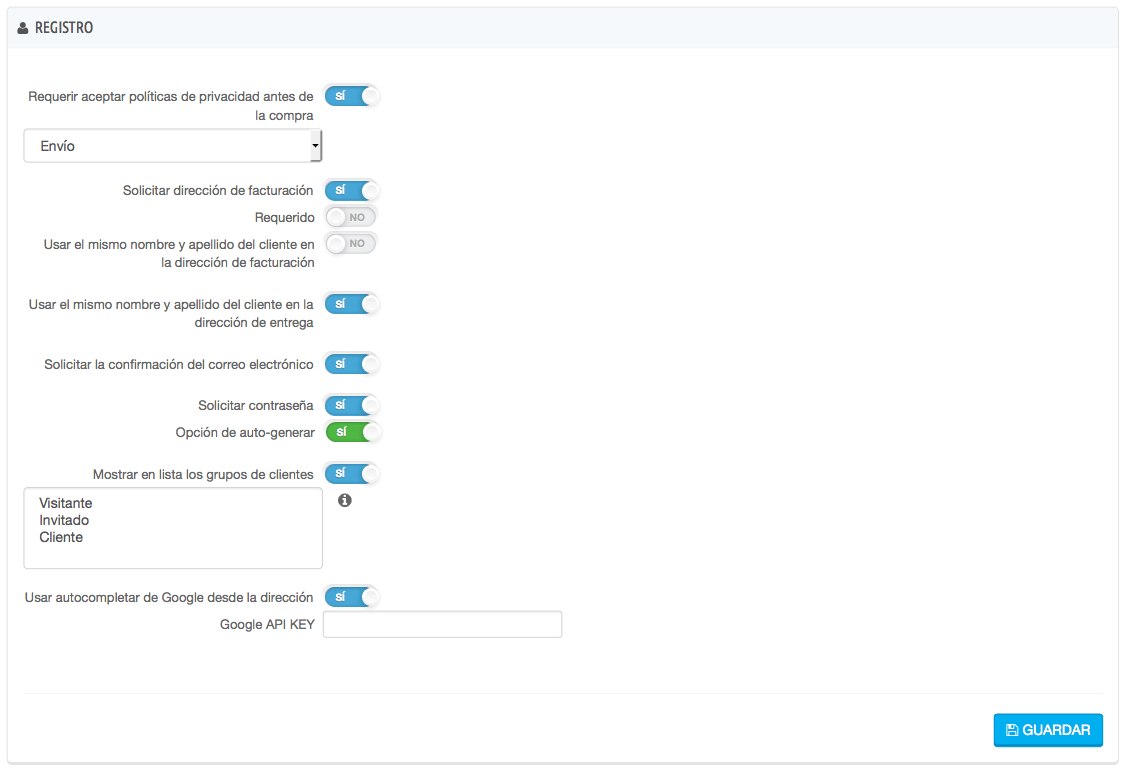 REGISTRO
Requerir aceptar políticas de privacidad antes de SÍ
la compra
Envío
Solicitar dirección de facturación SÍ
Requerido NO
Usar el mismo nombre y apellido del cliente en NO
la dirección de facturación
Usar el mismo nombre y apellido del cliente en la SÍ
dirección de entrega
Solicitar la confirmación del correo electrónico SÍ
Solicitar contraseña SÍ
Opción de auto-generar SÍ
Mostrar en lista los grupos de clientes SÍ
Visitante
Invitado
Cliente
Usar autocompletar de Google desde la dirección SÍ
Google API KEY
GUARDAR